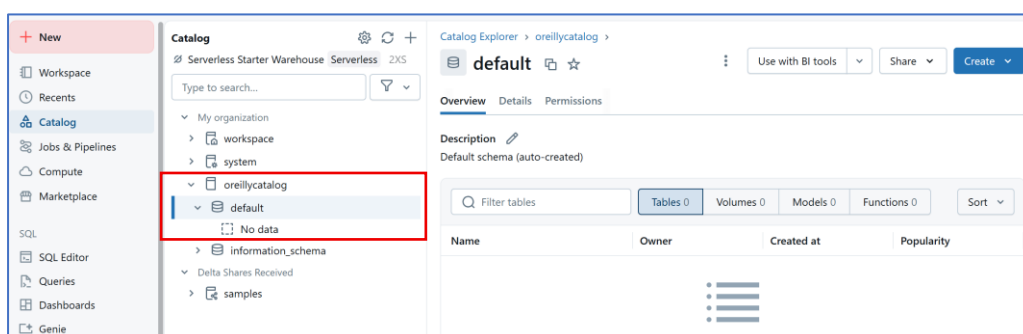 New
Workspace
Recents
Catalog
Jobs & Pipelines
Compute
Marketplace
SQL
SQL Editor
Queries
Dashboards
Genie
Catalog
Serverless Starter Warehouse Serverless 2XS
Type to search...
My organization
workspace
system
oreillycatalog
default
No data
information_schema
Delta Shares Received
samples
Catalog Explorer > oreillycatalog >
default
Use with BI tools Share Create
Overview Details Permissions
Description
Default schema (auto-created)
Filter tables Tables 0 Volumes 0 Models 0 Functions 0 Sort
Name Owner Created at Popularity